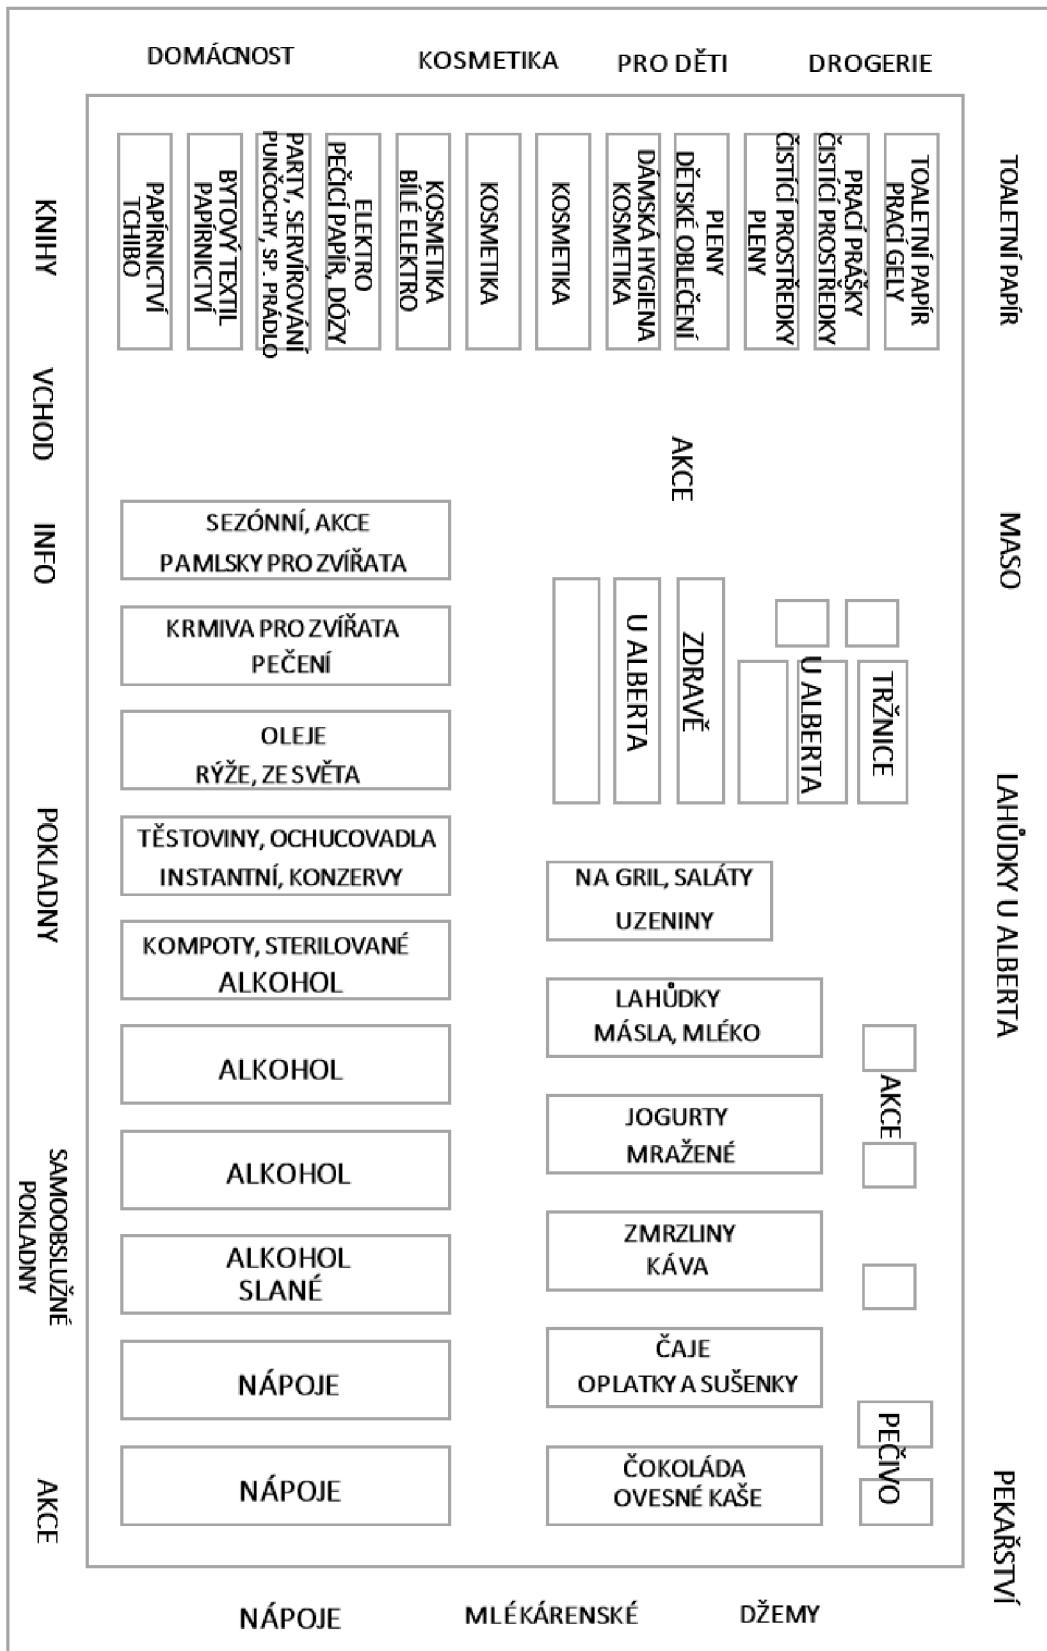 DOMÁCNOST
KOSMETIKA
PRO DĚTI
DROGERIE
KNIHY
PAPÍRNICTVÍ
TCHIBO
BYTOVÝ TEXTIL
PAPÍRNICTVÍ
PARTY, SERVÍROVÁNÍ
PUNČOCHY, SP. PRÁDLO
ELEKTRO
PEČICÍ PAPÍR, DÓZY
KOSMETIKA
BÍLÉ ELEKTRO
KOSMETIKA
KOSMETIKA
DÁMSKÁ HYGIENA
KOSMETIKA
PLENY
DĚTSKÉ OBLEČENÍ
ČISTÍCÍ PROSTŘEDKY
PLENY
PRACÍ PRÁŠKY
ČISTÍCÍ PROSTŘEDKY
TOALETNÍ PAPÍR
PRACÍ GELY
TOALETNÍ PAPÍR
VCHOD
AKCE
INFO
SEZÓNNÍ, AKCE
PAMLSKY PRO ZVÍŘATA
MASO
KRMIVA PRO ZVÍŘATA
PEČENÍ
U ALBERTA
ZDRAVĚ
U ALBERTA
TRŽNICE
OLEJE
RÝŽE, ZE SVĚTA
POKLADNY
TĚSTOVINY, OCHUCOVADLA
INSTANTNÍ, KONZERVY
NA GRIL, SALÁTY
UZENINY
LAHŮDKY U ALBERTA
KOMPOTY, STERILOVANÉ
ALKOHOL
LAHŮDKY
MÁSLA, MLÉKO
ALKOHOL
AKCE
JOGURTY
MRAŽENÉ
SAMOOBSLUŽNÉ
POKLADNY
ALKOHOL
ZMRZLINY
KÁVA
ALKOHOL
SLANÉ
ČAJE
OPLATKY A SUŠENKY
NÁPOJE
PEČIVO
AKCE
NÁPOJE
ČOKOLÁDA
OVESNÉ KAŠE
PEKAŘSTVÍ
NÁPOJE
MLÉKÁRENSKÉ
DŽEMY